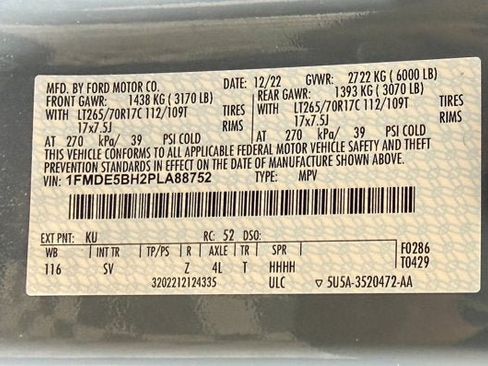 MFD. BY FORD MOTOR CO. DATE: 12/22 GVWR: 2722 KG (6000 LB)
FRONT GAWR: 1438 KG (3170 LB) REAR GAWR: 1393 KG (3070 LB)
WITH LT265/70R17C 112/109T TIRES WITH LT265/70R17C 112/109T TIRES
17x7.5J RIMS 17x7.5J RIMS
AT 270 kPa/ 39 PSI COLD AT 270 kPa/ 39 PSI COLD
THIS VEHICLE CONFORMS TO ALL APPLICABLE FEDERAL MOTOR VEHICLE SAFETY AND THEFT
PREVENTION STANDARDS IN EFFECT ON THE DATE OF MANUFACTURE SHOWN ABOVE.
VIN: 1FMDE5BH2PLA88752 TYPE: MPV
EXT PNT: KU RC: 52 DSO: F0286
WB INT TR TP/PS R AXLE TR SPR T0429
116 SV Z 4L T HHHH
3202212124335 ULC ▽ 5U5A-3520472-AA